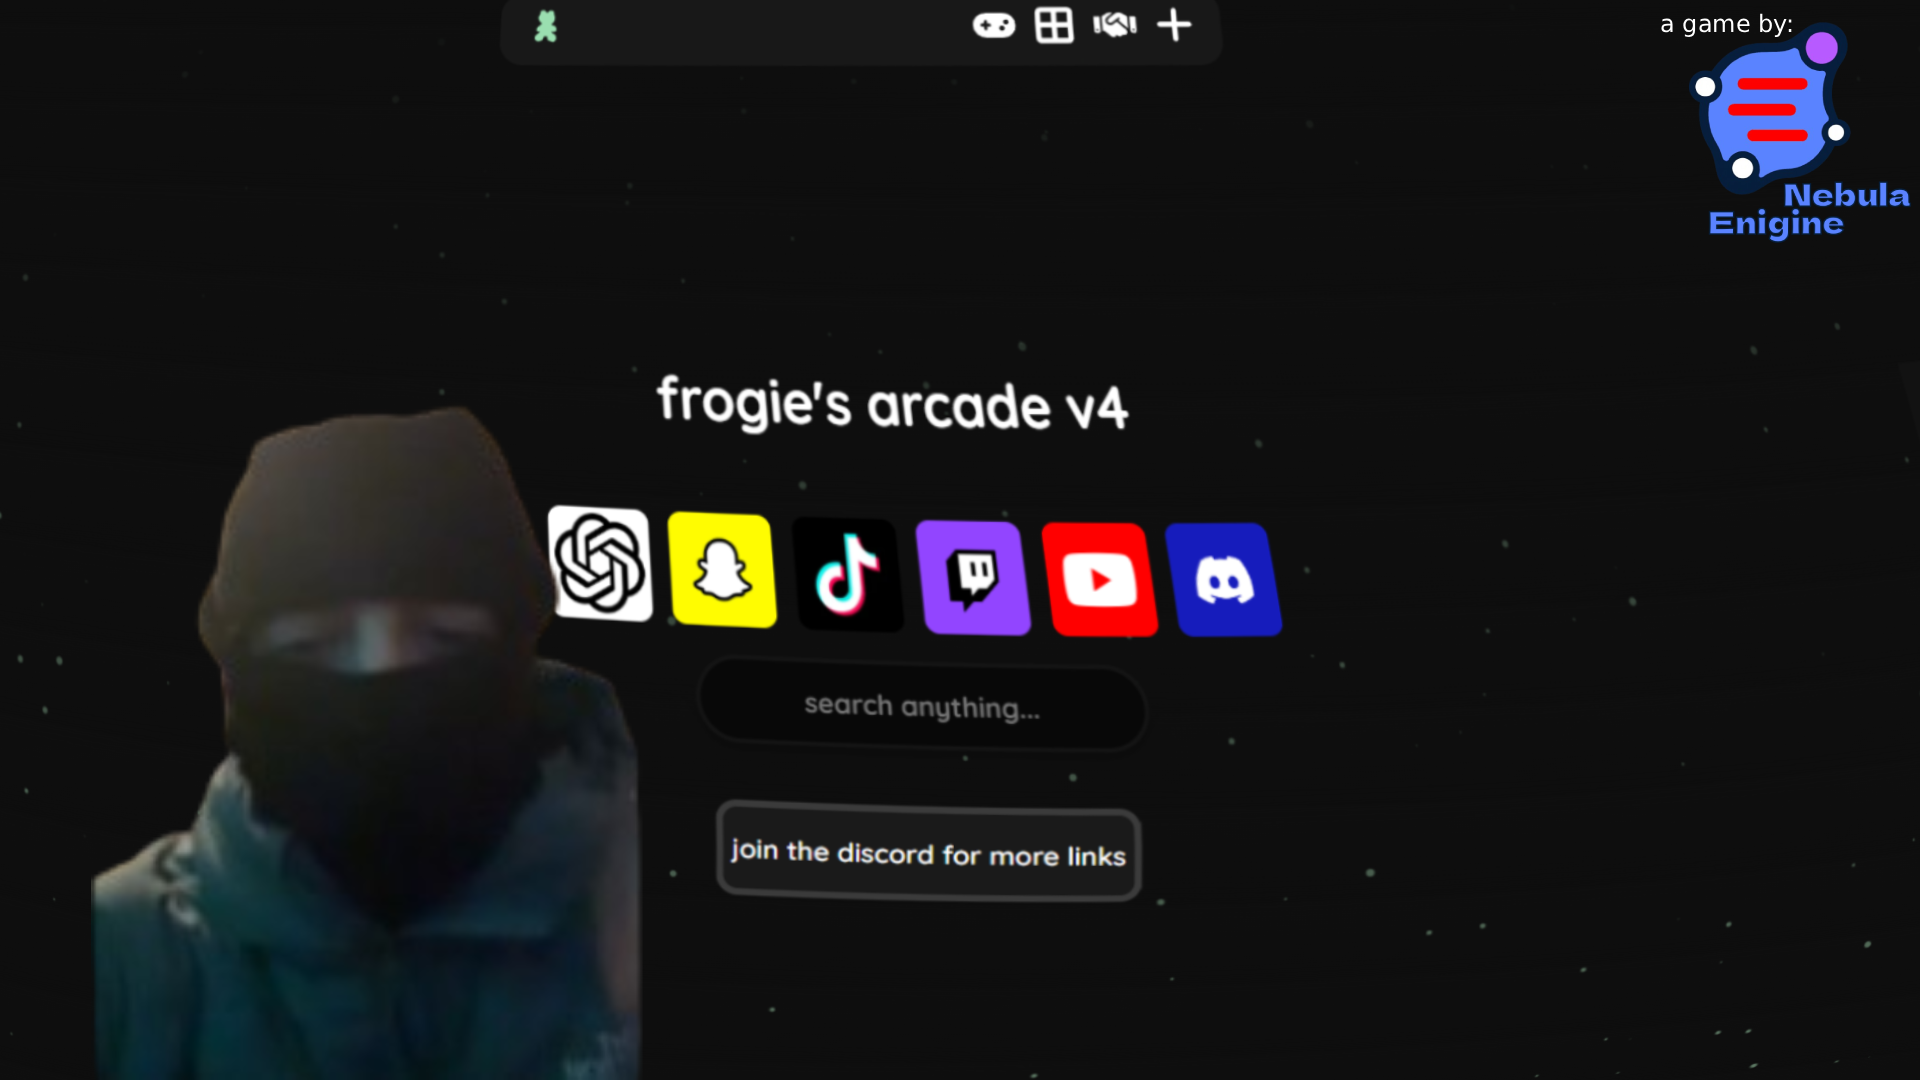 a game by:
Nebula
Enigine
frogie's arcade v4
search anything...
join the discord for more links